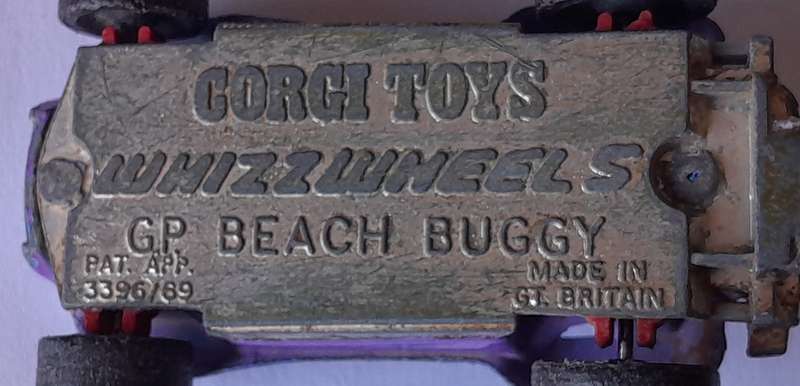 CORGI TOYS
WHIZZWHEELS
G.P. BEACH BUGGY
PAT. APP.
3396/69
MADE IN
GT. BRITAIN